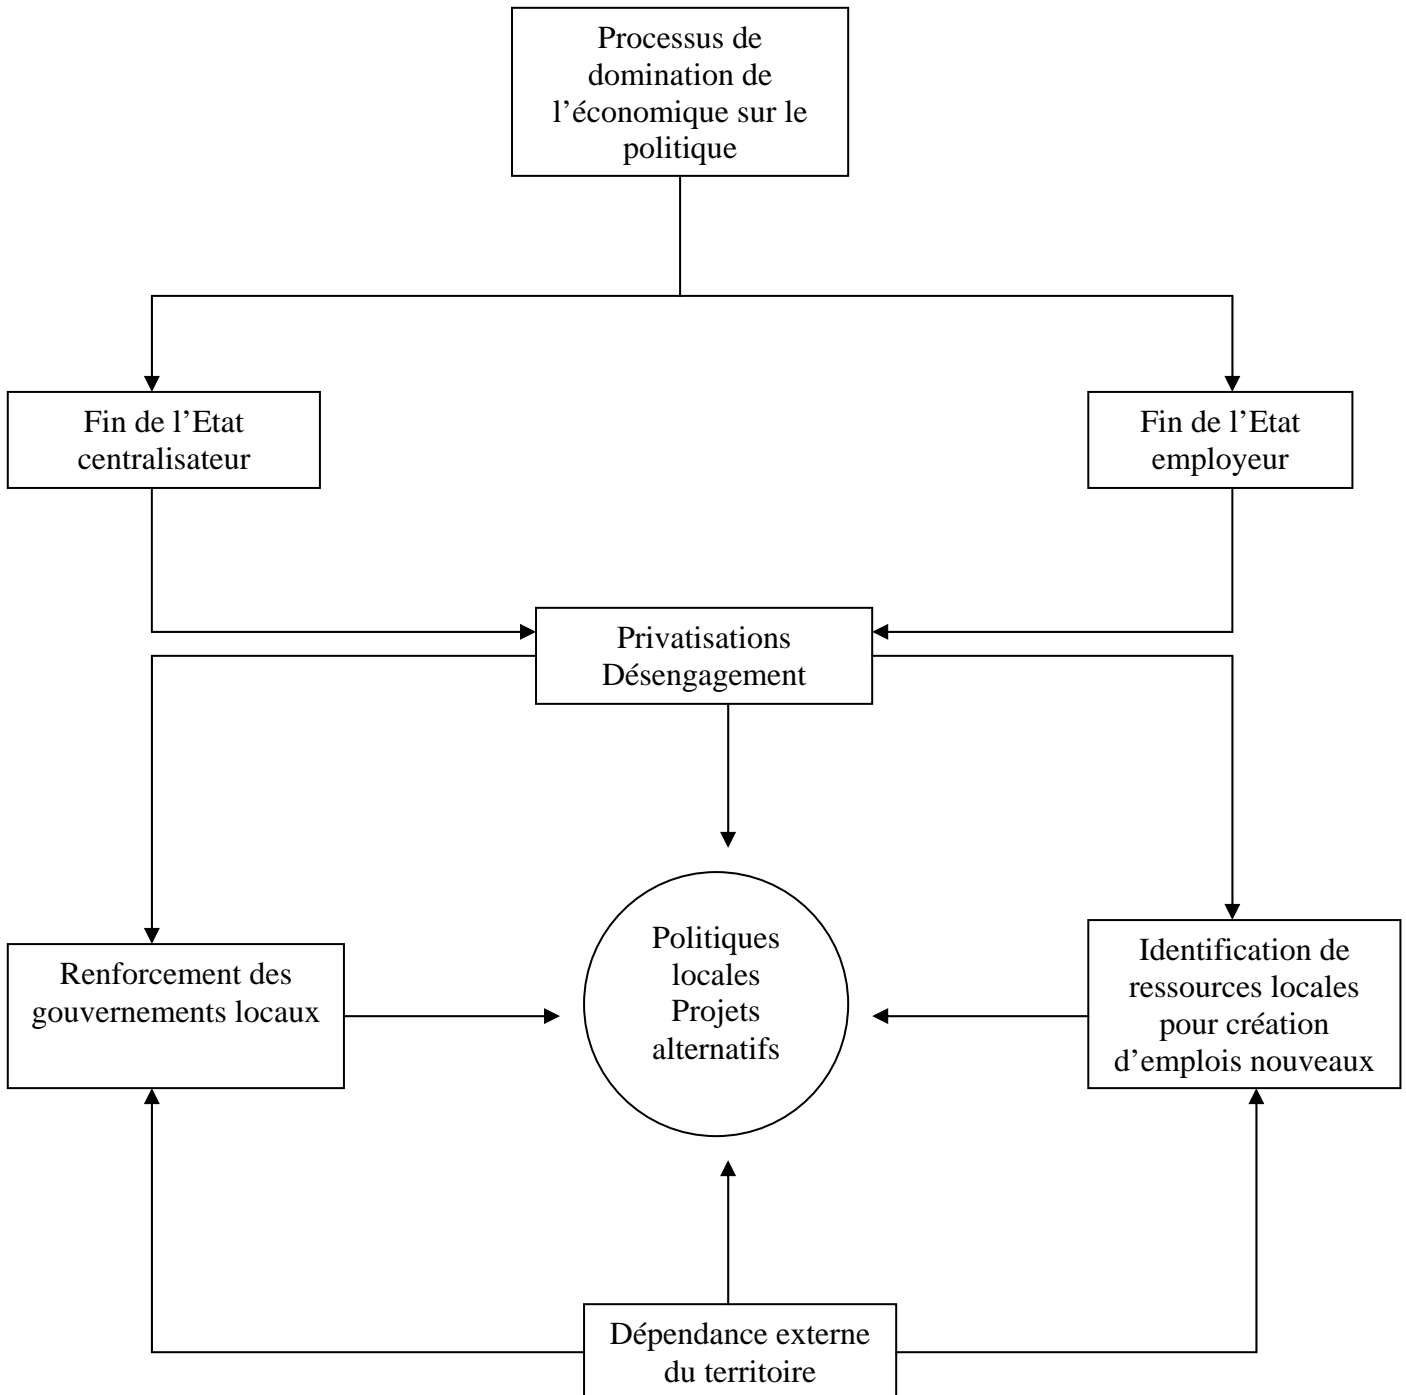 Processus de
domination de
l’économique sur le
politique
Fin de l’Etat
centralisateur
Fin de l’Etat
employeur
Privatisations
Désengagement
Renforcement des
gouvernements locaux
Politiques
locales
Projets
alternatifs
Identification de
ressources locales
pour création
d’emplois nouveaux
Dépendance externe
du territoire